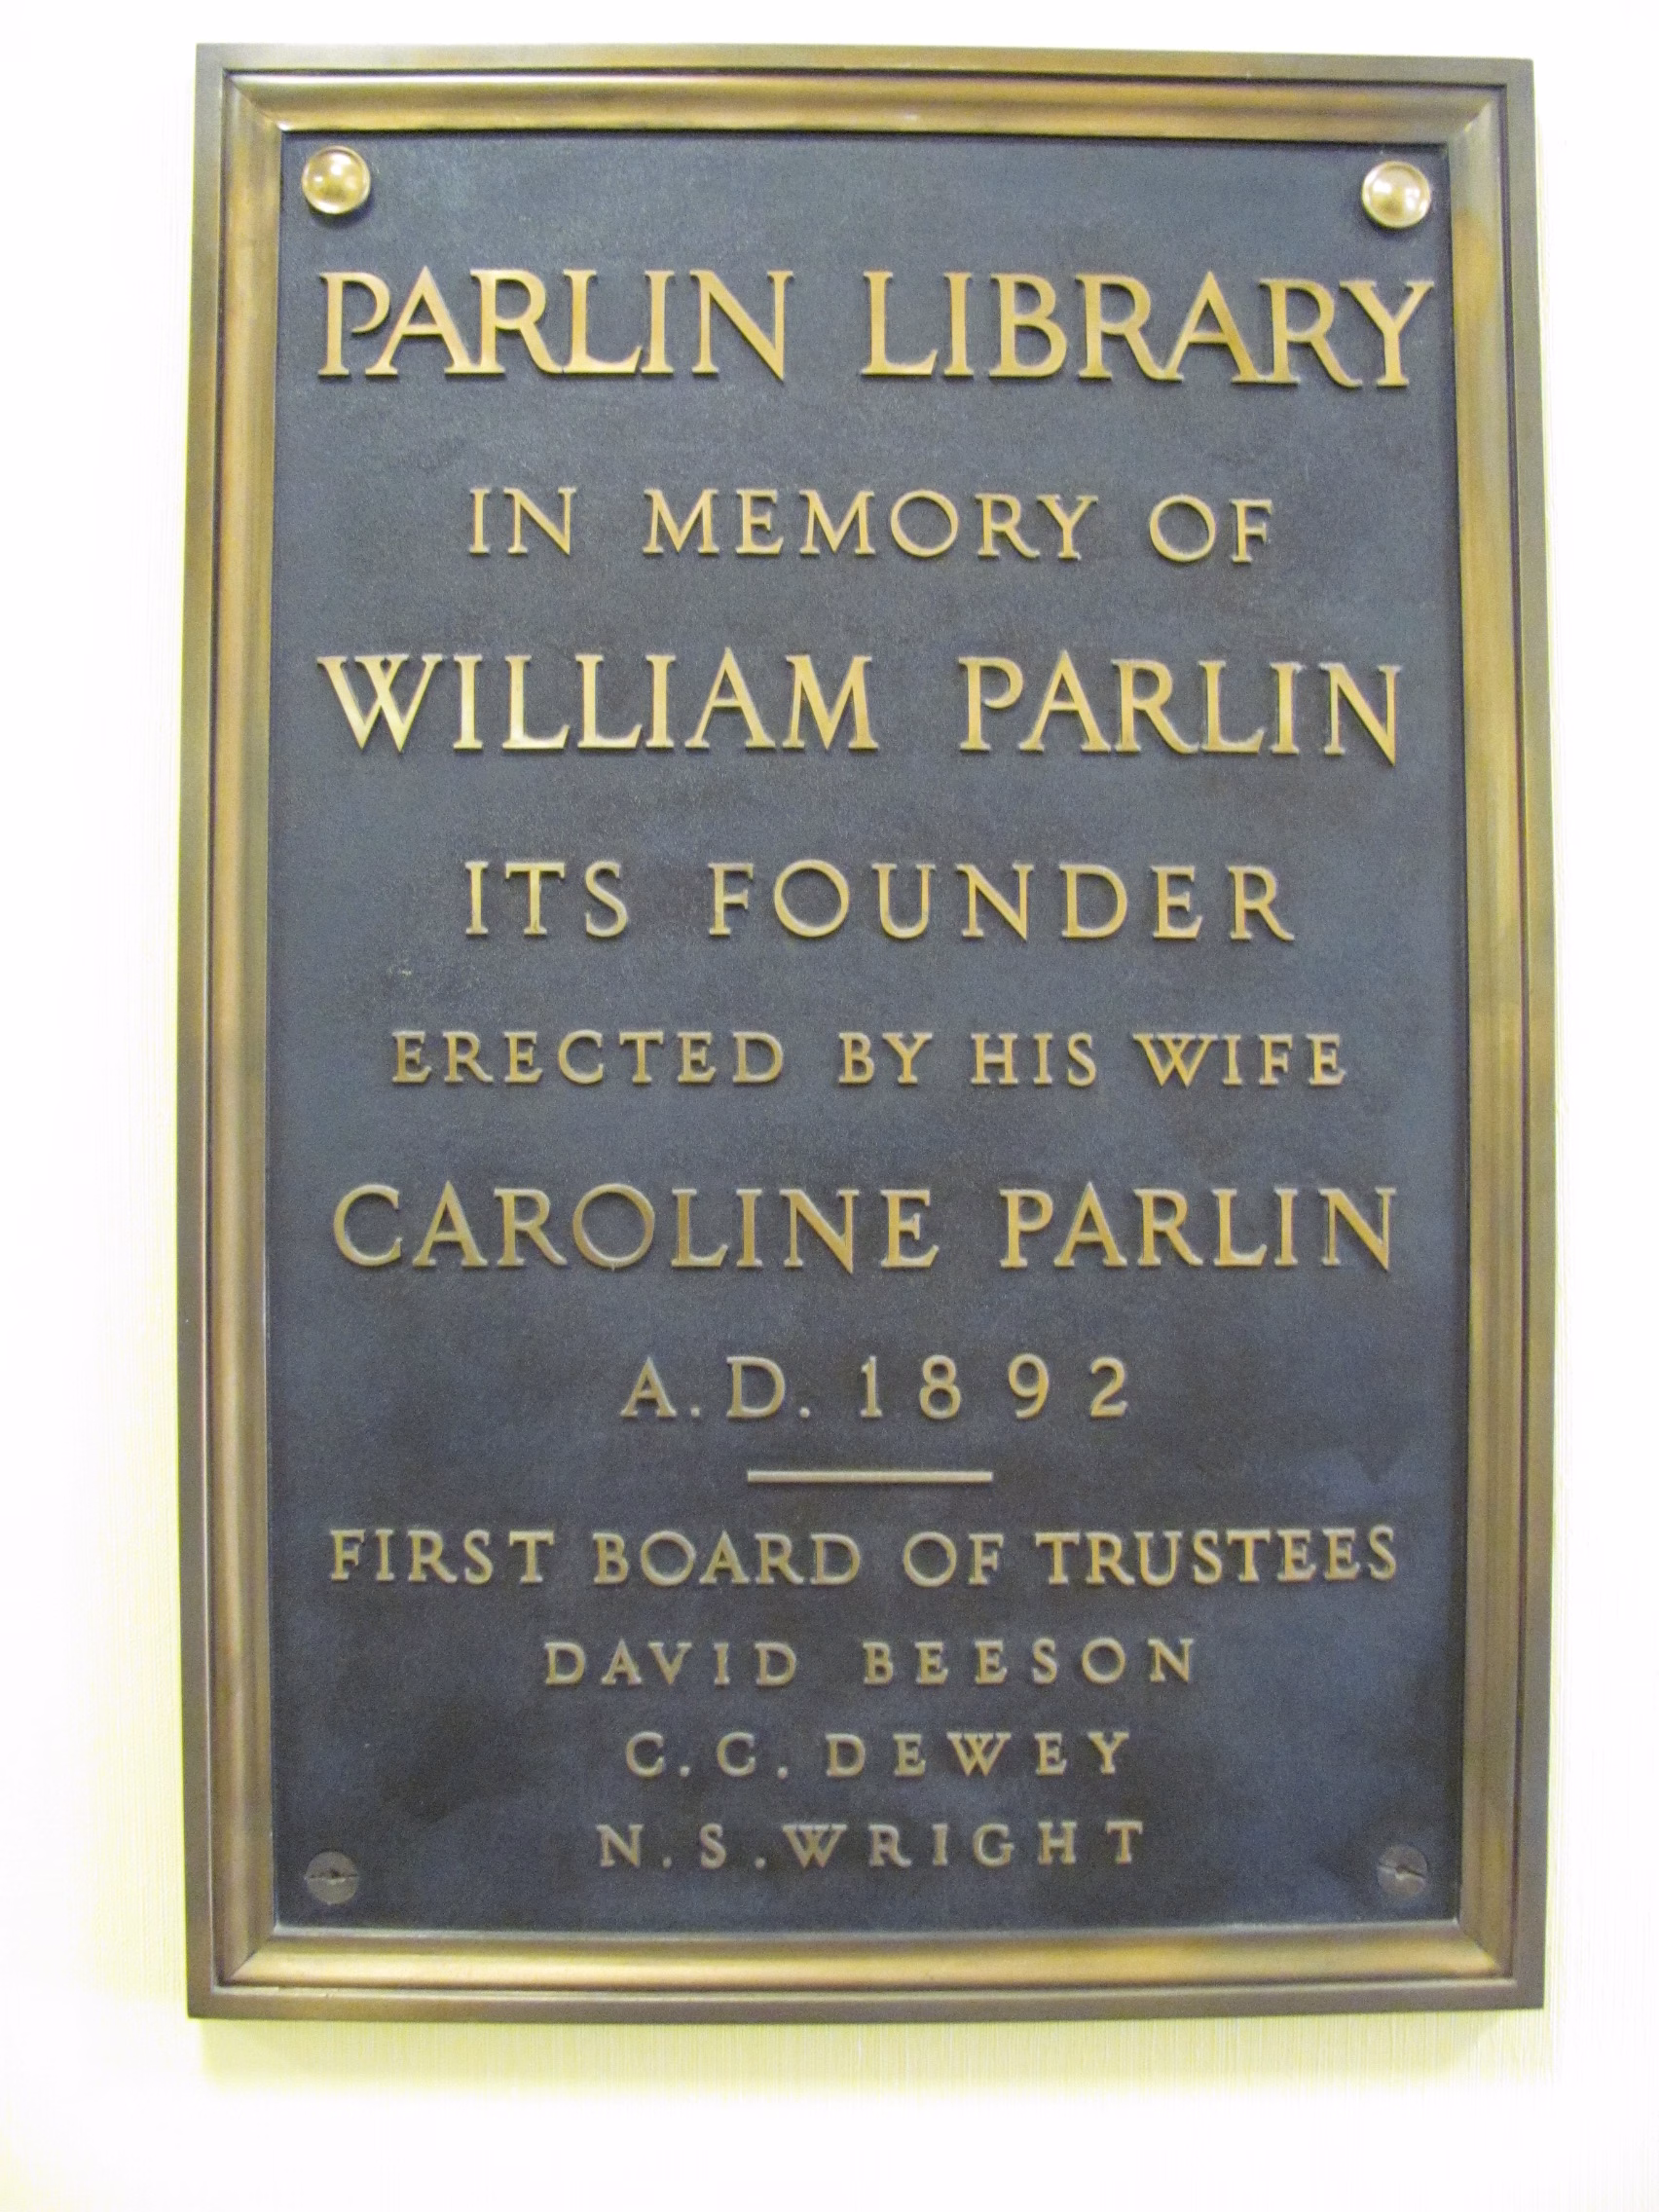 PARLIN LIBRARY
IN MEMORY OF
WILLIAM PARLIN
ITS FOUNDER
ERECTED BY HIS WIFE
CAROLINE PARLIN
A.D. 1892
FIRST BOARD OF TRUSTEES
DAVID BEESON
C.C. DEWEY
N.S. WRIGHT